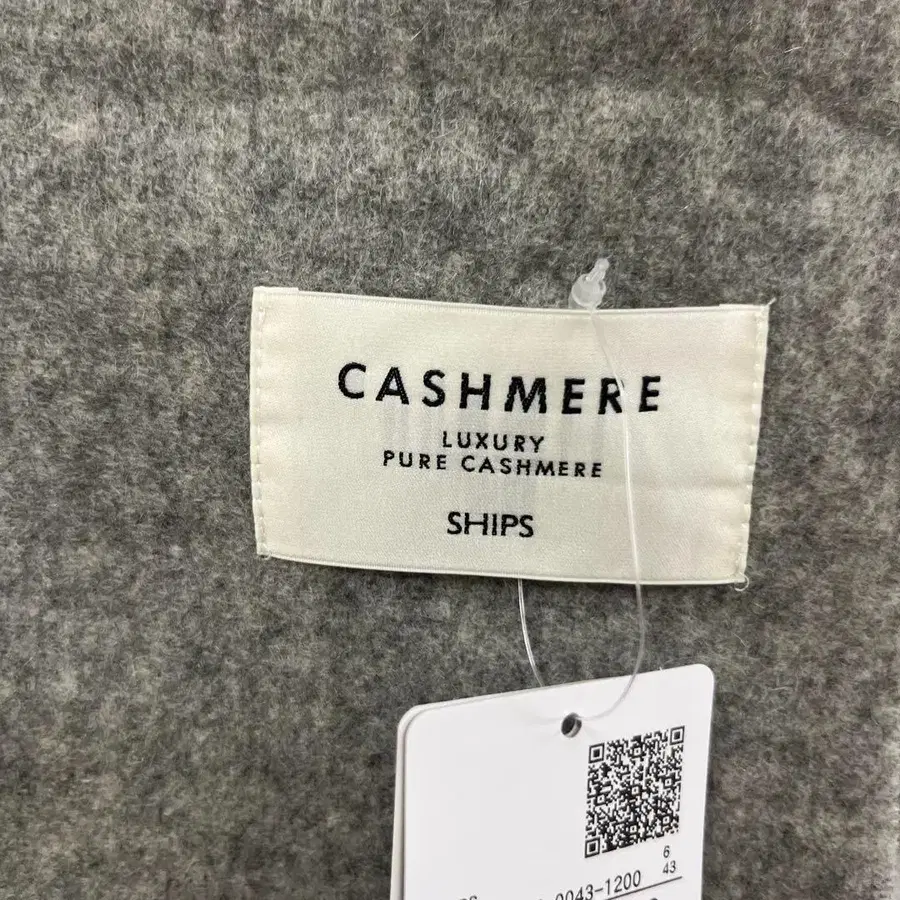 CASHMERE
LUXURY
PURE CASHMERE
SHIPS
6
43
0043-1200